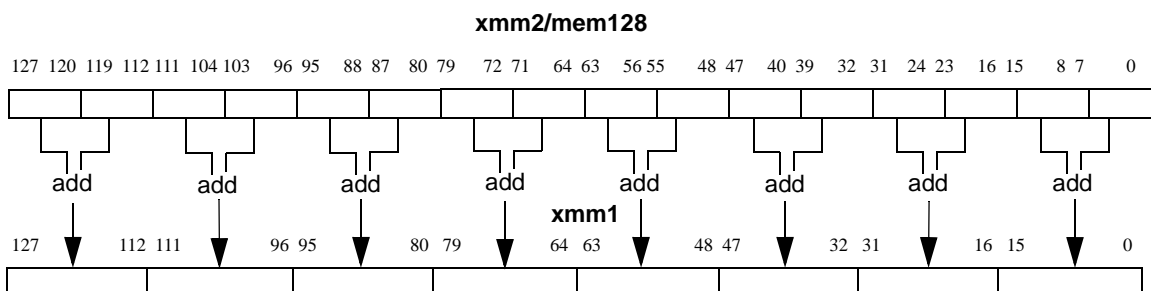 xmm2/mem128
127 120 119 112 111 104 103 96 95 88 87 80 79 72 71 64 63 56 55 48 47 40 39 32 31 24 23 16 15 8 7 0
add add add add add add add add
xmm1
127 112 111 96 95 80 79 64 63 48 47 32 31 16 15 0